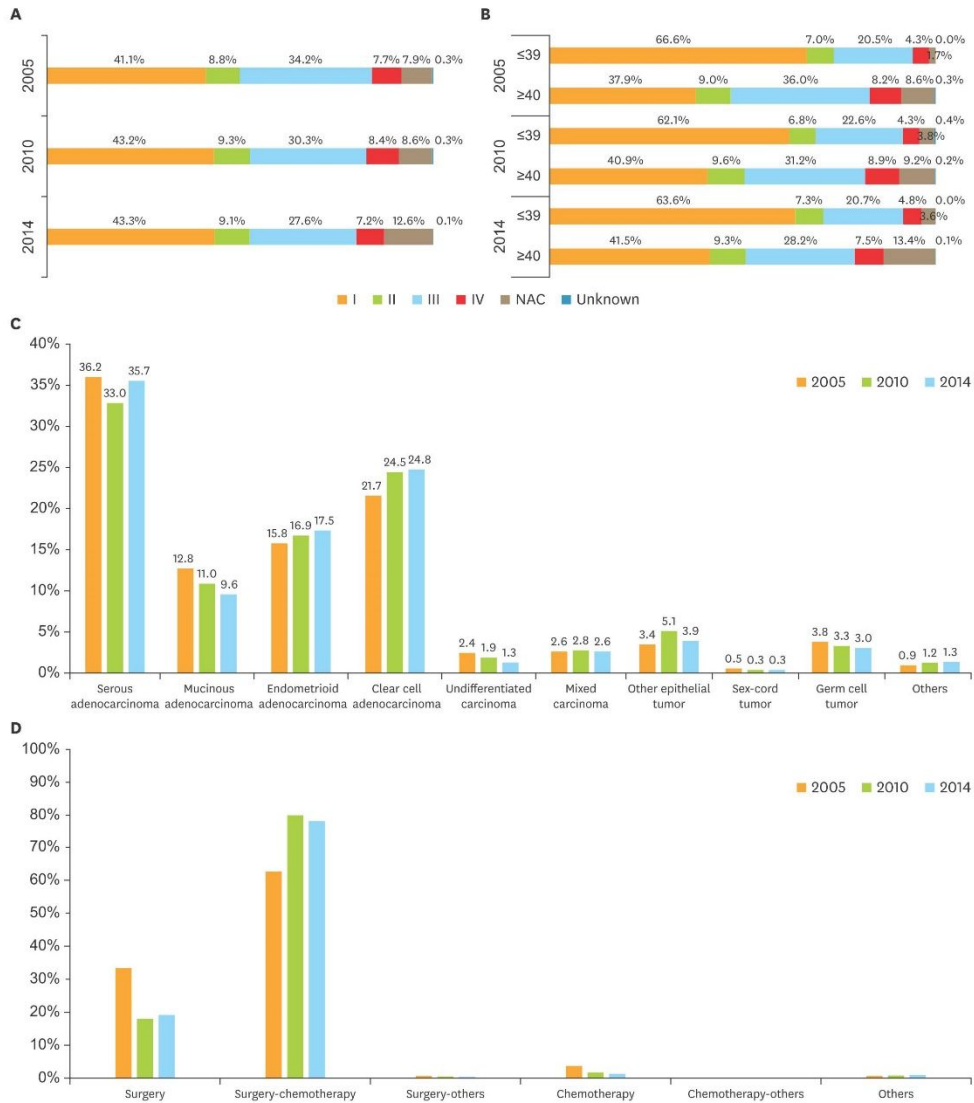 A
2005
41.1% 8.8% 34.2% 7.7% 7.9% 0.3%
2010
43.2% 9.3% 30.3% 8.4% 8.6% 0.3%
2014
43.3% 9.1% 27.6% 7.2% 12.6% 0.1%
B
2005
≤39
66.6% 7.0% 20.5% 4.3% 1.7% 0.0%
≥40
37.9% 9.0% 36.0% 8.2% 8.6% 0.3%
2010
≤39
62.1% 6.8% 22.6% 4.3% 3.8% 0.4%
≥40
40.9% 9.6% 31.2% 8.9% 9.2% 0.2%
2014
≤39
63.6% 7.3% 20.7% 4.8% 3.6% 0.0%
≥40
41.5% 9.3% 28.2% 7.5% 13.4% 0.1%
I II III IV NAC Unknown
C
40%
35%
30%
25%
20%
15%
10%
5%
0%
2005 2010 2014
36.2 33.0 35.7
12.8 11.0 9.6
15.8 16.9 17.5
21.7 24.5 24.8
2.4 1.9 1.3
2.6 2.8 2.6
3.4 5.1 3.9
0.5 0.3 0.3
3.8 3.3 3.0
0.9 1.2 1.3
Serous
adenocarcinoma
Mucinous
adenocarcinoma
Endometrioid
adenocarcinoma
Clear cell
adenocarcinoma
Undifferentiated
carcinoma
Mixed
carcinoma
Other epithelial
tumor
Sex-cord
tumor
Germ cell
tumor
Others
D
100%
90%
80%
70%
60%
50%
40%
30%
20%
10%
0%
2005 2010 2014
Surgery
Surgery-chemotherapy
Surgery-others
Chemotherapy
Chemotherapy-others
Others